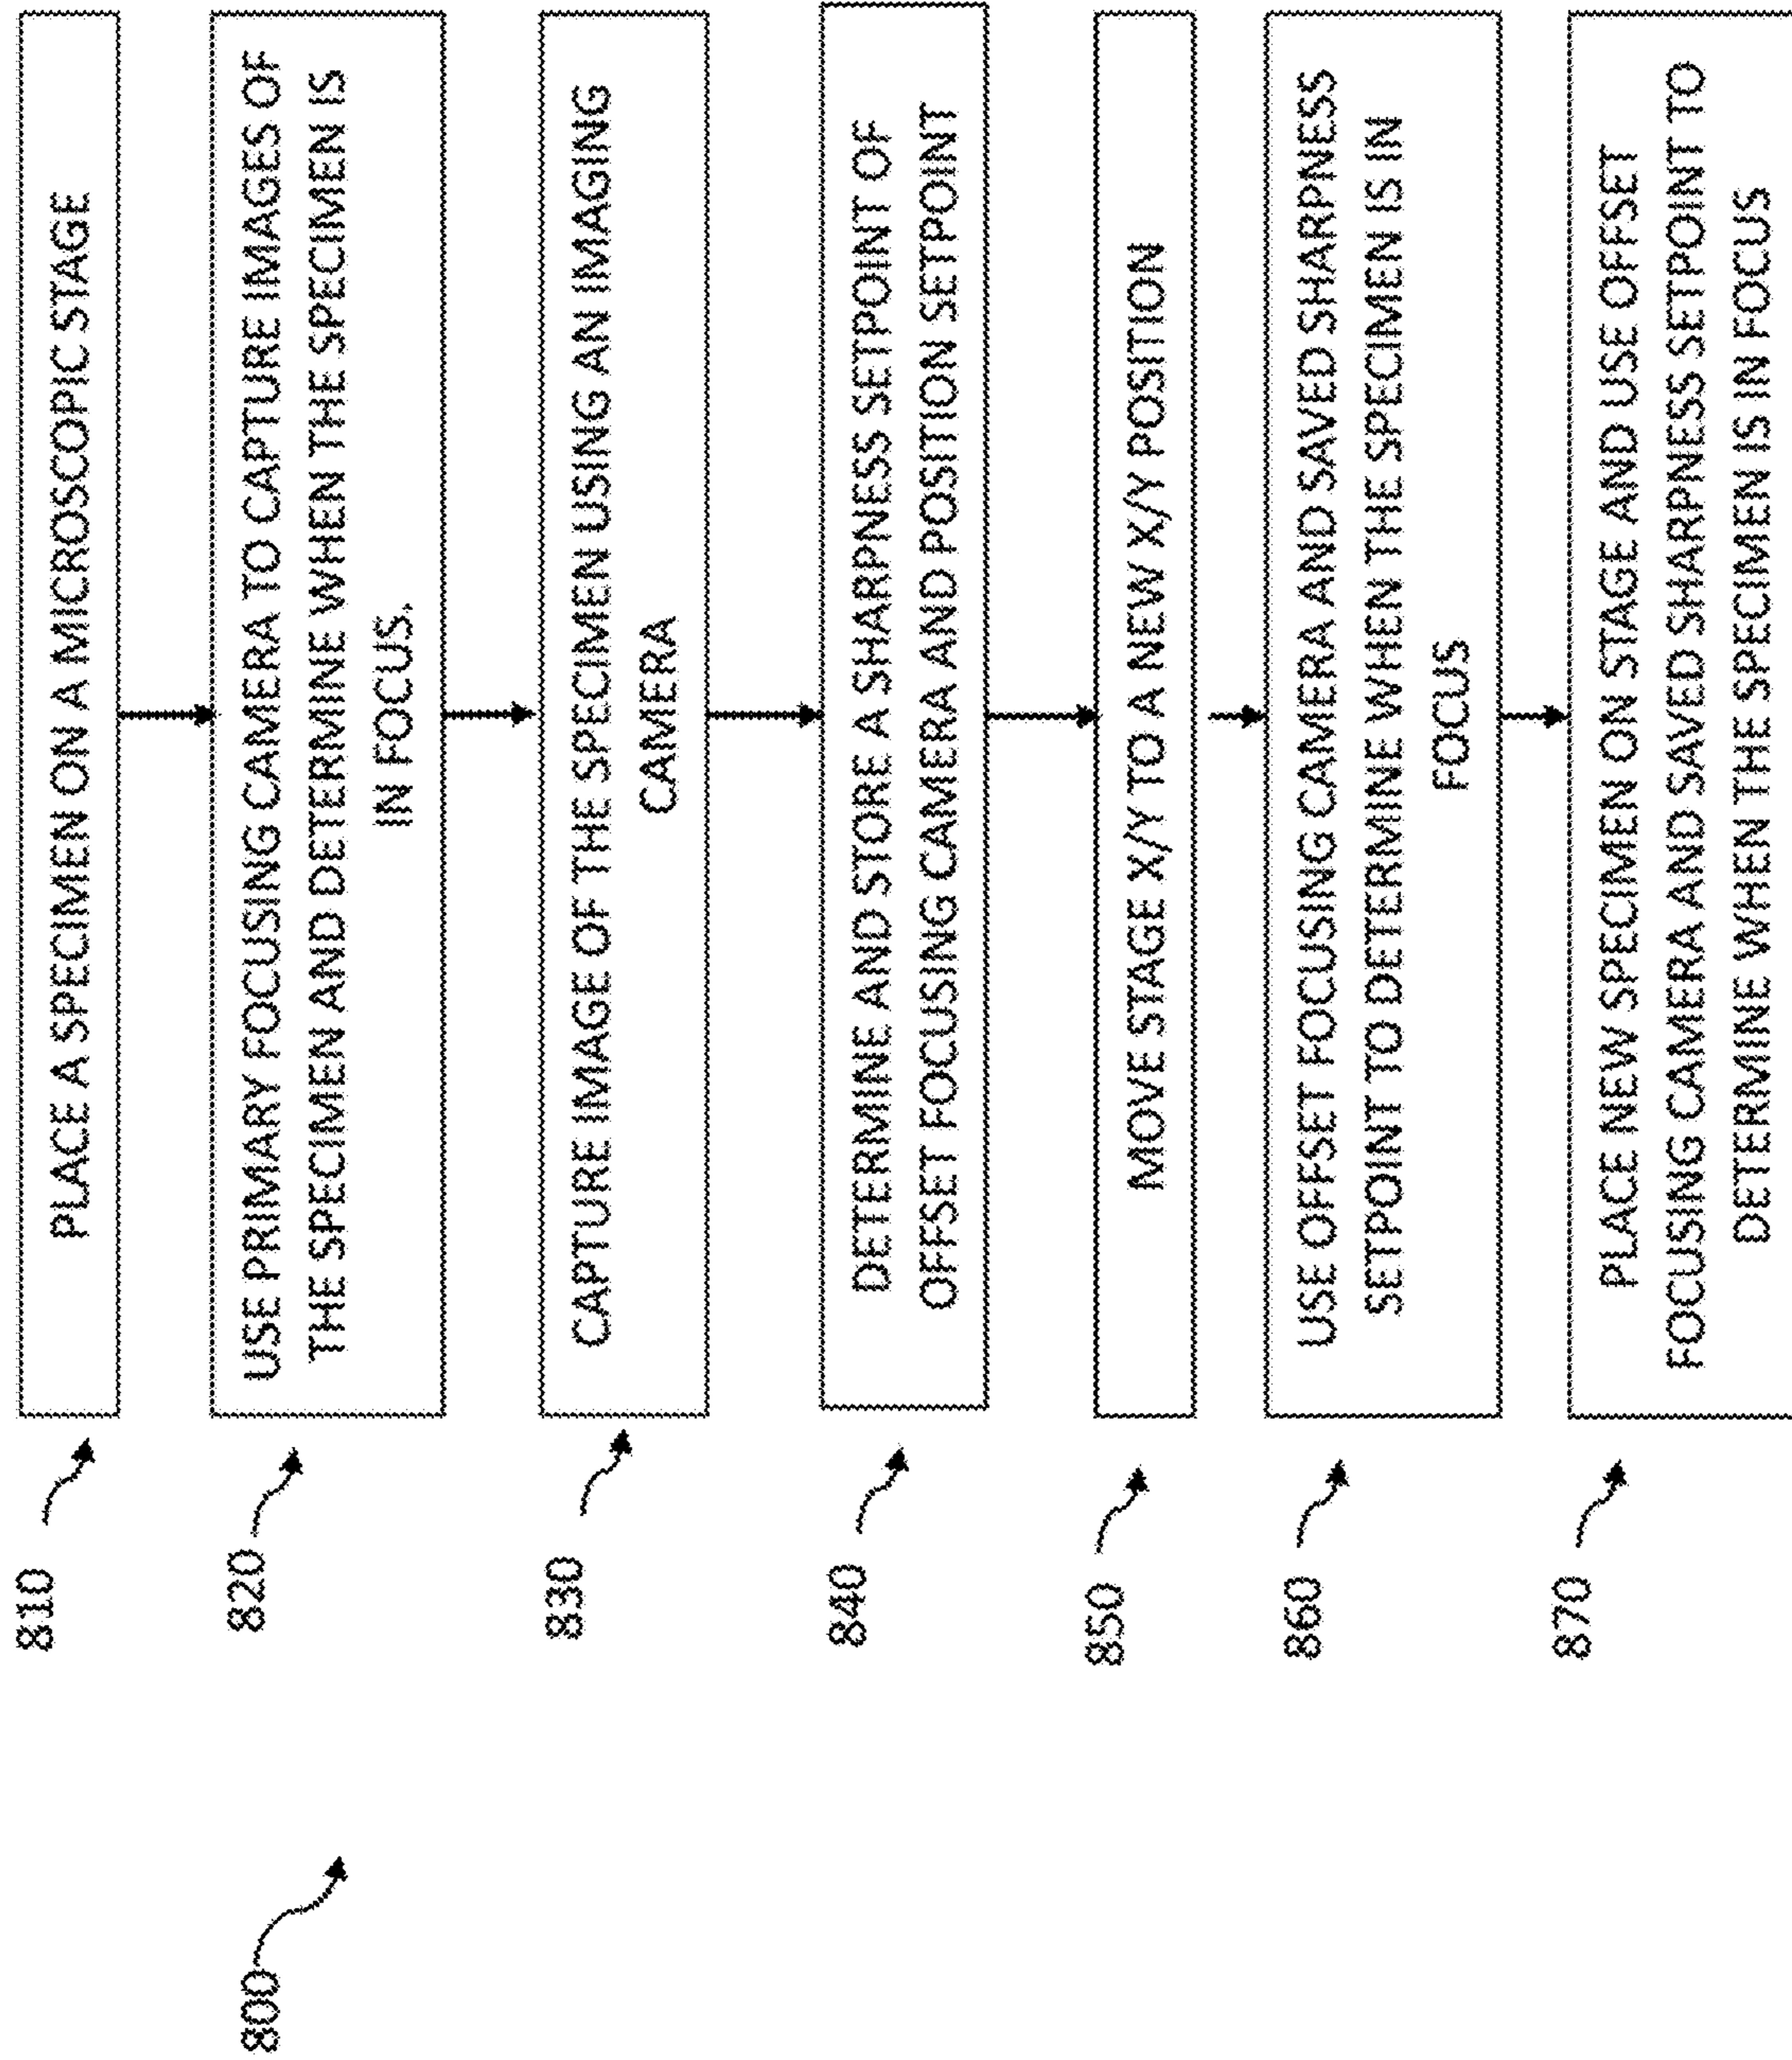 800
810
PLACE A SPECIMEN ON A MICROSCOPIC STAGE
820
USE PRIMARY FOCUSING CAMERA TO CAPTURE IMAGES OF
THE SPECIMEN AND DETERMINE WHEN THE SPECIMEN IS
IN FOCUS.
830
CAPTURE IMAGE OF THE SPECIMEN USING AN IMAGING
CAMERA
840
DETERMINE AND STORE A SHARPNESS SETPOINT OF
OFFSET FOCUSING CAMERA AND POSITION SETPOINT
850
MOVE STAGE X/Y TO A NEW X/Y POSITION
860
USE OFFSET FOCUSING CAMERA AND SAVED SHARPNESS
SETPOINT TO DETERMINE WHEN THE SPECIMEN IS IN
FOCUS
870
PLACE NEW SPECIMEN ON STAGE AND USE OFFSET
FOCUSING CAMERA AND SAVED SHARPNESS SETPOINT TO
DETERMINE WHEN THE SPECIMEN IS IN FOCUS